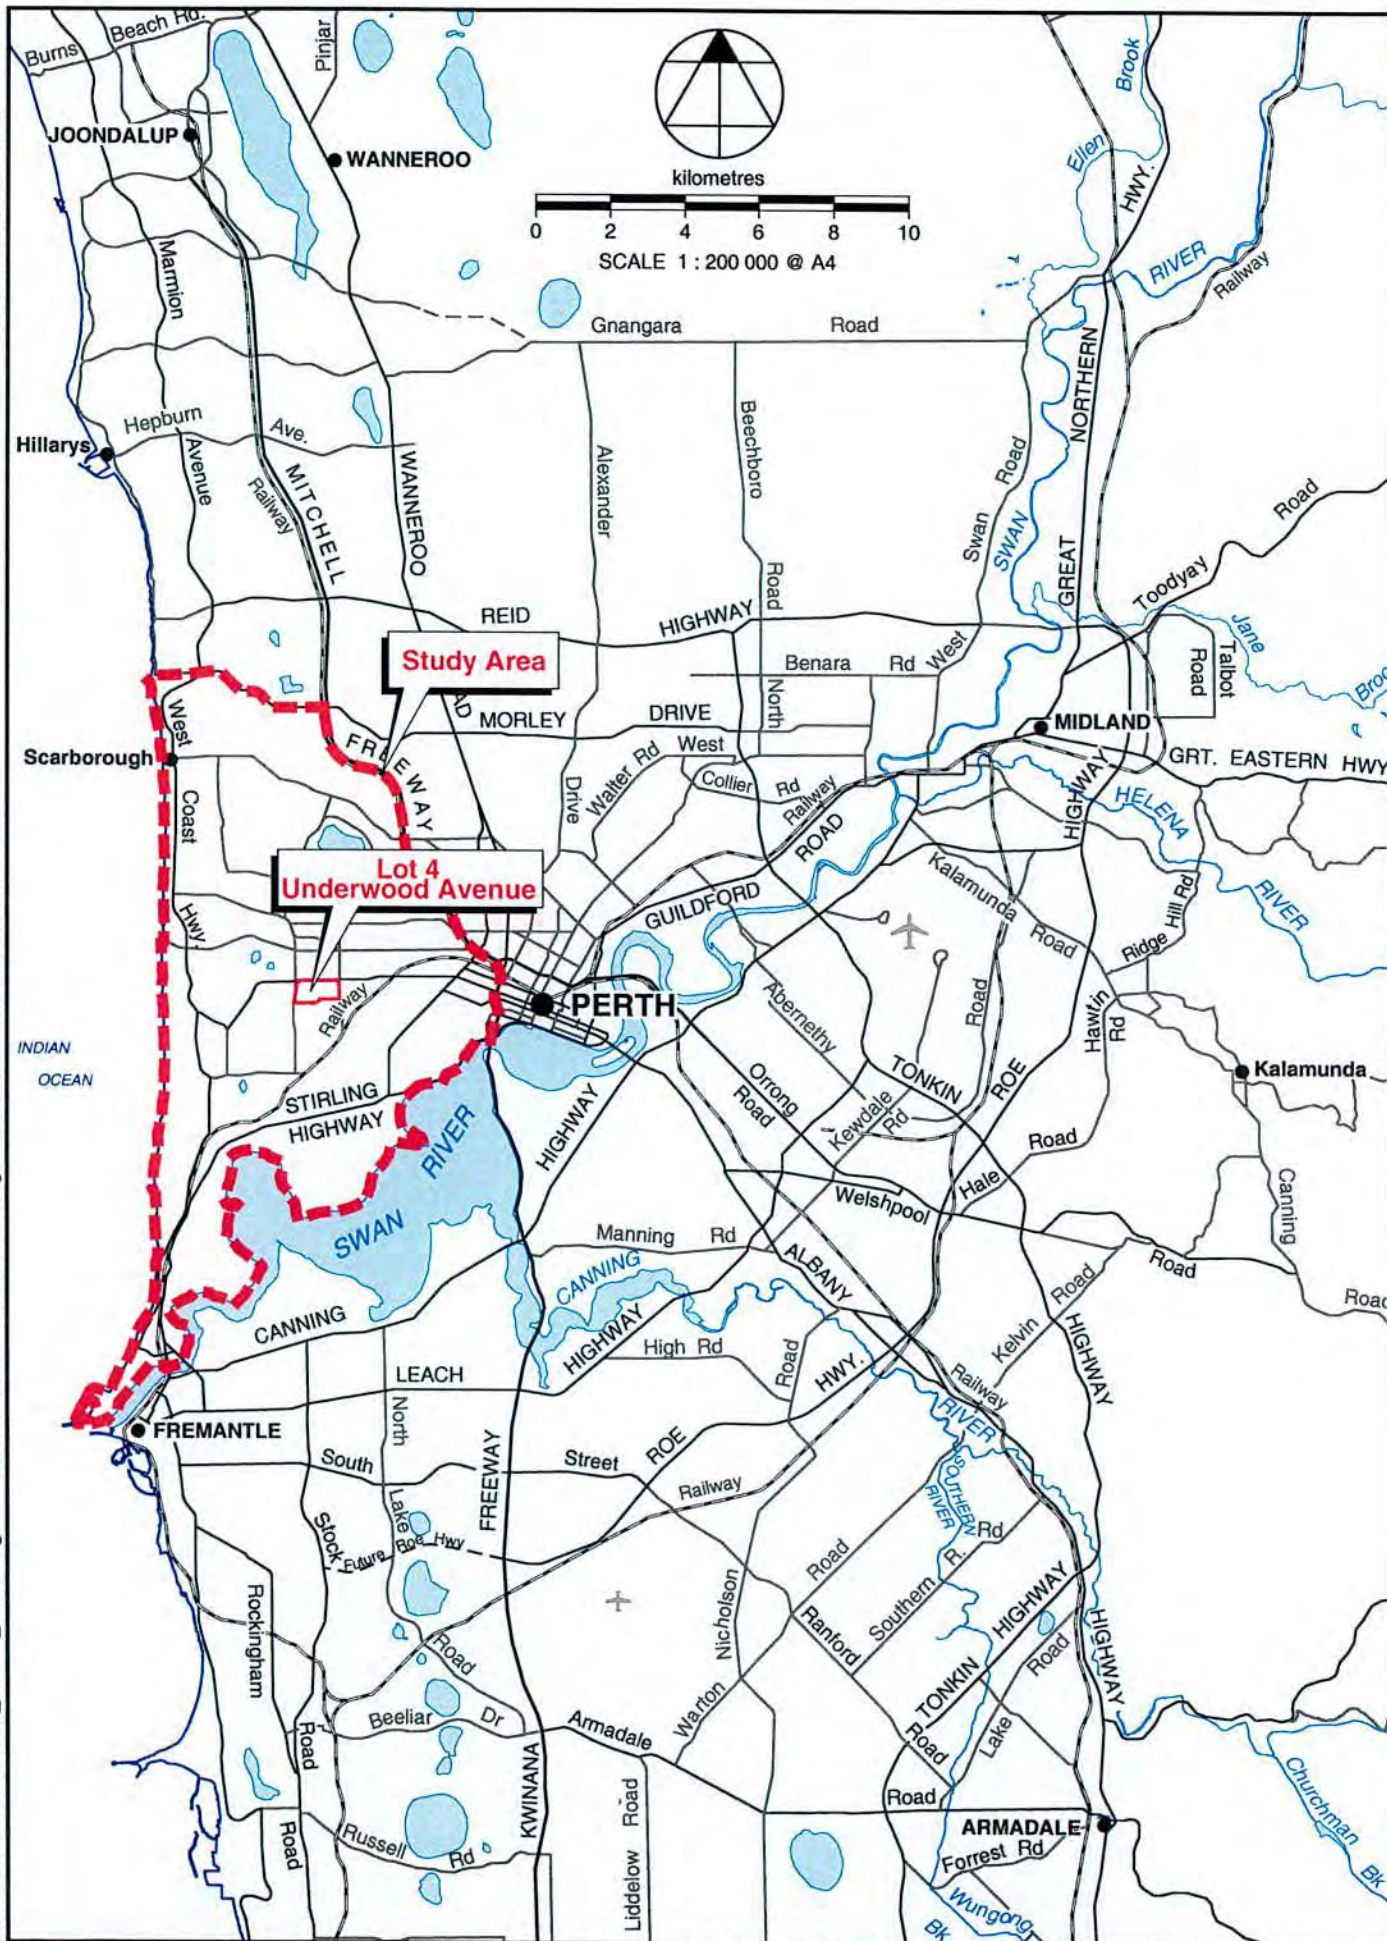 Burns
Beach Rd.
Pinjar
JOONDALUP
WANNEROO
kilometres
0 2 4 6 8 10
SCALE 1 : 200 000 @ A4
Ellen
Brook
HWY.
RIVER
Railway
Marmion
Gnangara Road
Hepburn Ave.
Hillarys
Avenue
MITCHELL
Railway
WANNEROO
Alexander
Beechboro
Road
Swan
Road
SWAN
NORTHERN
GREAT
Toodyay
Road
REID HIGHWAY
Study Area
AD
Benara Rd
West
North
Jane
Talbot
Road
Broo
West
MORLEY DRIVE
MIDLAND
Scarborough
FREEWAY
Drive
Walter Rd West
Collier Rd
Railway
GRT. EASTERN HWY
HIGHWAY
HELENA
RIVER
Coast
Hwy
Lot 4
Underwood Avenue
ROAD
GUILDFORD
Kalamunda
Road
Hill Rd
Ridge
Railway
PERTH
Abernethy
Road
Hawtin
Rd
INDIAN
OCEAN
STIRLING
HIGHWAY
HIGHWAY
Orrong
Road
TONKIN
ROE
Kewdale
Rd
Kalamunda
RIVER
SWAN
Hale Road
Welshpool
Road
Canning
Road
Manning Rd
CANNING
ALBANY
CANNING
HIGHWAY
High Rd
Road
HWY.
Kelvin
Road
HIGHWAY
LEACH
Railway
RIVER
FREMANTLE
North
South Street
ROE
Railway
FREEWAY
SOUTHERN
RIVER
Stock
Lake
Future Roe Hwy
Road
Southern R. Rd
Rockingham
Road
Nicholson
Ranford
TONKIN HIGHWAY
HIGHWAY
Road
Beeliar Dr
Armadale
Warton
Road
Lake
Road
KWINANA
Road
Churchman
Bk
Road
Russell Rd
Liddelow Road
ARMADALE
Forrest Rd
Wungong
Bk